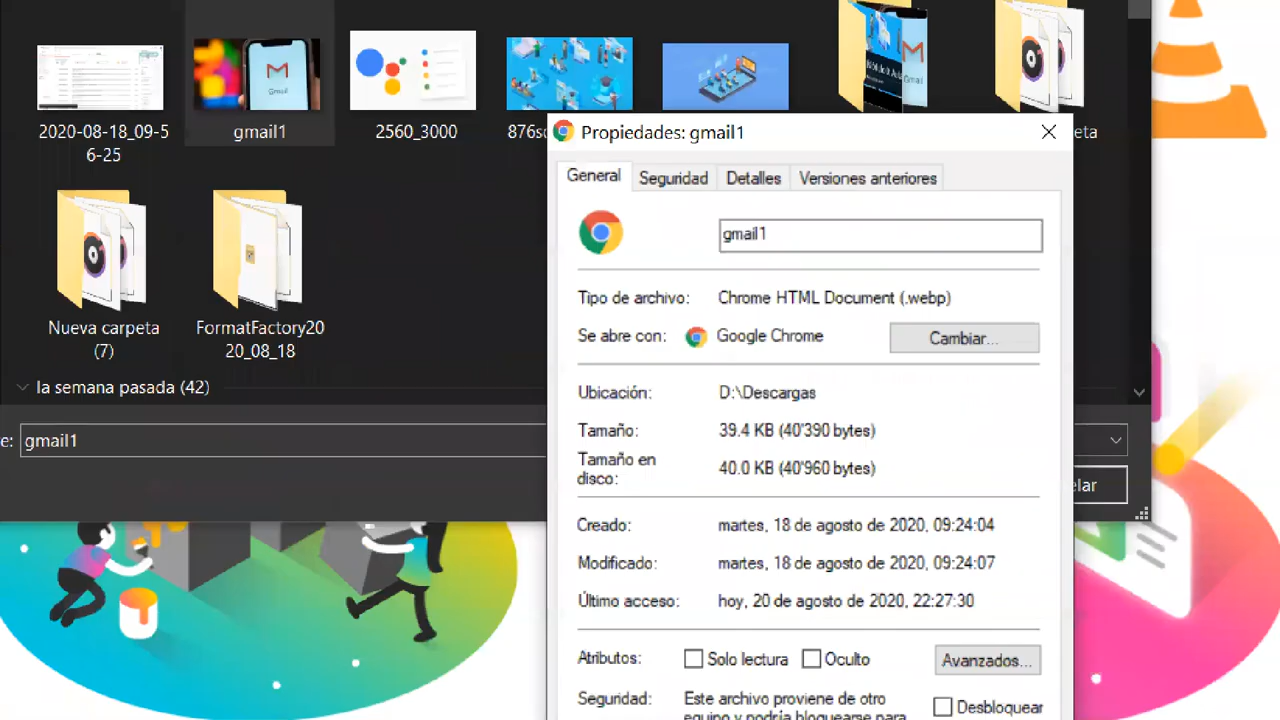 2020-08-18_09-5
6-25
gmail1
2560_3000
eta
Nueva carpeta
(7)
FormatFactory20
20_08_18
la semana pasada (42)
e:
gmail1
elar
Propiedades: gmail1
General
Seguridad
Detalles
Versiones anteriores
gmail1
Tipo de archivo: Chrome HTML Document (.webp)
Se abre con: Google Chrome
Cambiar...
Ubicación: D:\Descargas
Tamaño: 39.4 KB (40'390 bytes)
Tamaño en
disco:
40.0 KB (40'960 bytes)
Creado: martes, 18 de agosto de 2020, 09:24:04
Modificado: martes, 18 de agosto de 2020, 09:24:07
Último acceso: hoy, 20 de agosto de 2020, 22:27:30
Atributos: Solo lectura Oculto
Avanzados...
Seguridad: Este archivo proviene de otro
equipo y podría bloquearse para
Desbloquear
Gmail